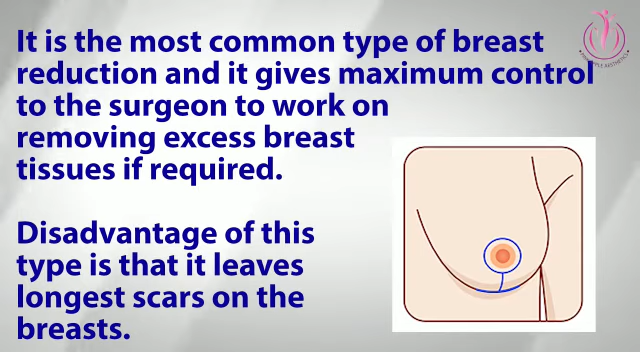 It is the most common type of breast
reduction and it gives maximum control
to the surgeon to work on
removing excess breast
tissues if required.
Disadvantage of this
type is that it leaves
longest scars on the
breasts.